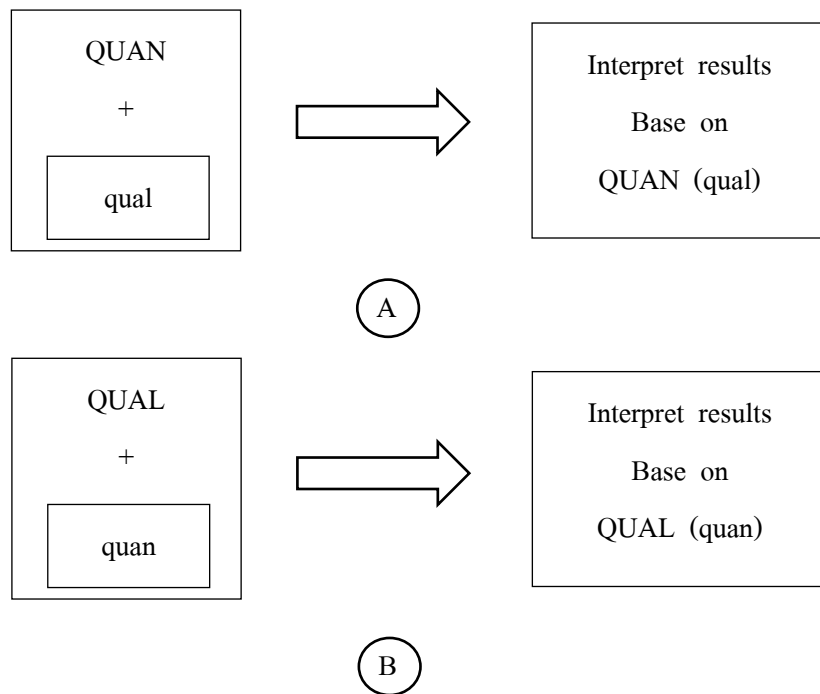 QUAN
+
qual
Interpret results
Base on
QUAN (qual)
A
QUAL
+
quan
Interpret results
Base on
QUAL (quan)
B